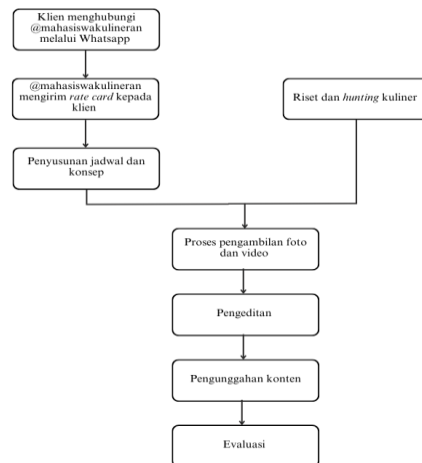 Klien menghubungi
@mahasiswakulineran
melalui Whatsapp
@mahasiswakulineran
mengirim rate card kepada
klien
Riset dan hunting kuliner
Penyusunan jadwal dan
konsep
Proses pengambilan foto
dan video
Pengeditan
Pengunggahan konten
Evaluasi